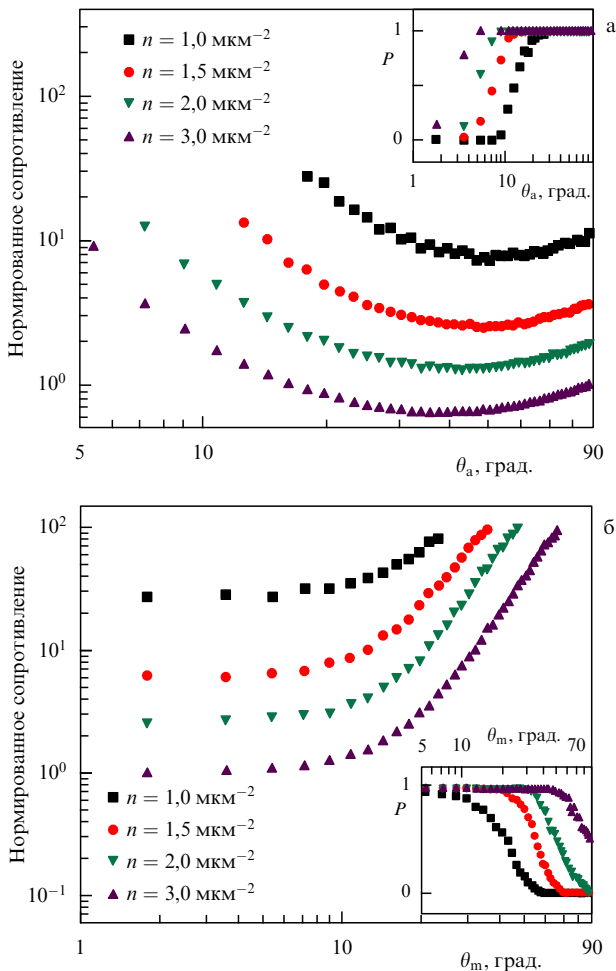 а
n = 1,0 мкм⁻²
n = 1,5 мкм⁻²
n = 2,0 мкм⁻²
n = 3,0 мкм⁻²
Нормированное сопротивление
10²
10¹
10⁰
5
10
90
θa, град.
P
1
0
1
10
θa, град.
б
Нормированное сопротивление
10²
10¹
10⁰
10⁻¹
n = 1,0 мкм⁻²
n = 1,5 мкм⁻²
n = 2,0 мкм⁻²
n = 3,0 мкм⁻²
1
10
90
θm, град.
5
10
θm, град.
70
P
1
0